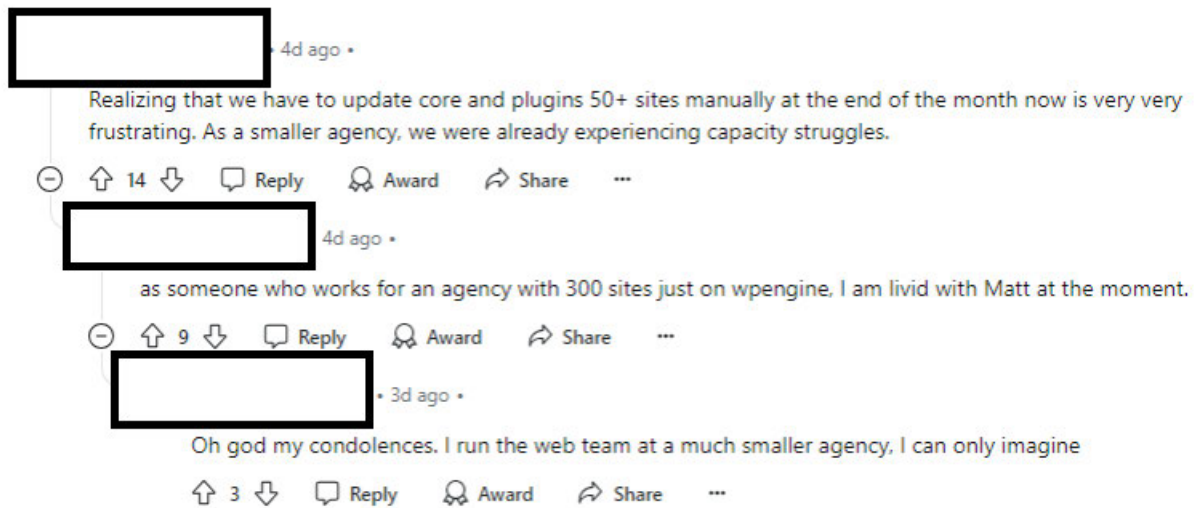 • 4d ago •
Realizing that we have to update core and plugins 50+ sites manually at the end of the month now is very very
frustrating. As a smaller agency, we were already experiencing capacity struggles.
14 Reply Award Share ...
4d ago •
as someone who works for an agency with 300 sites just on wpengine, I am livid with Matt at the moment.
9 Reply Award Share ...
• 3d ago •
Oh god my condolences. I run the web team at a much smaller agency, I can only imagine
3 Reply Award Share ...